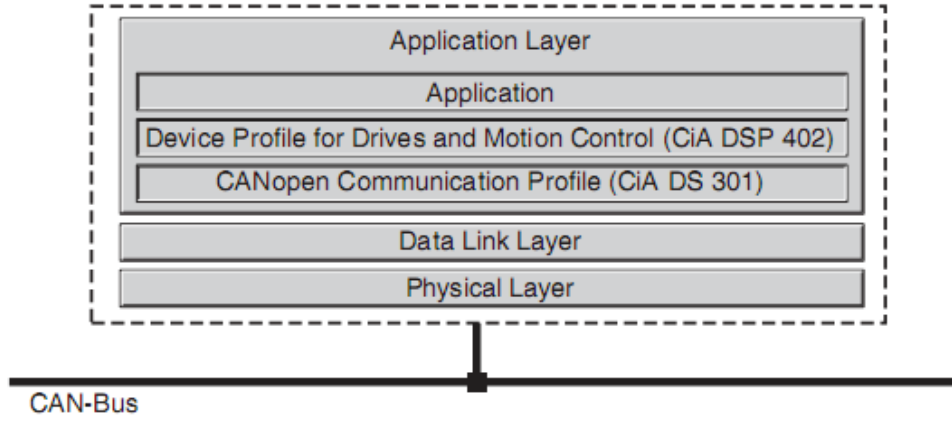 Application Layer
Application
Device Profile for Drives and Motion Control (CiA DSP 402)
CANopen Communication Profile (CiA DS 301)
Data Link Layer
Physical Layer
CAN-Bus